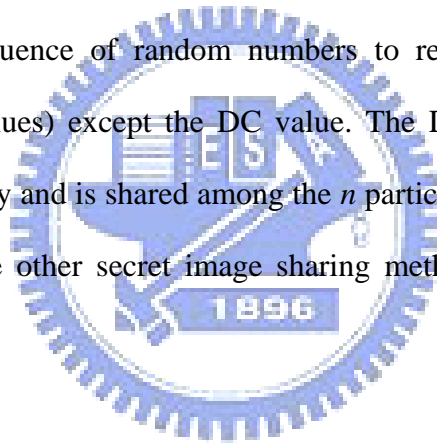 uence of random numbers to re
ues) except the DC value. The
y and is shared among the n partic
other secret image sharing meth
ES
A
1896